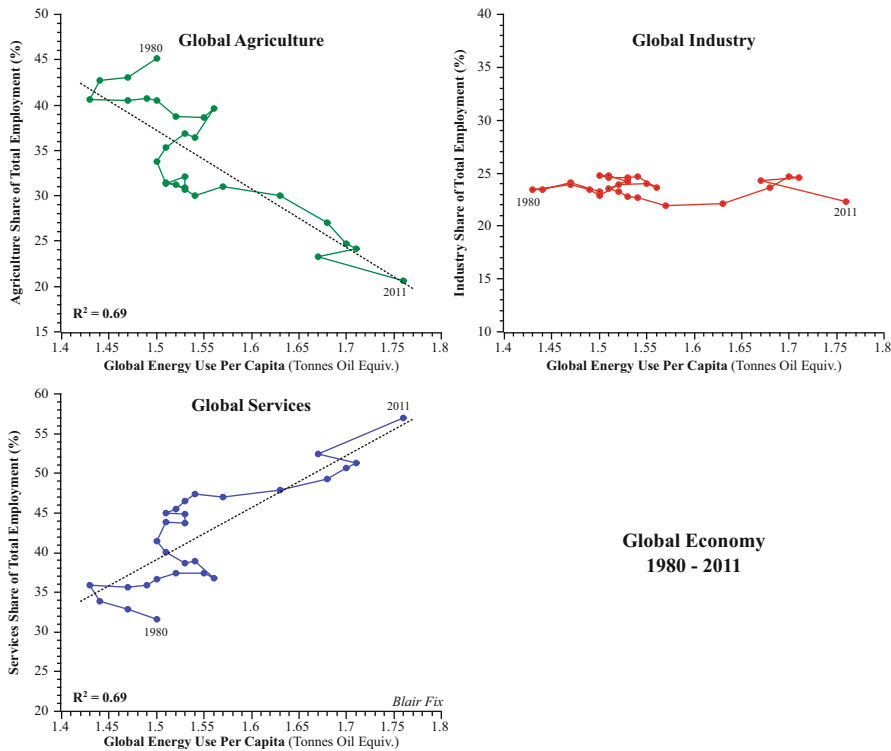 Global Agriculture
Agriculture Share of Total Employment (%)
50
45
40
35
30
25
20
15
1980
2011
R² = 0.69
1.4 1.45 1.5 1.55 1.6 1.65 1.7 1.75 1.8
Global Energy Use Per Capita (Tonnes Oil Equiv.)
Global Industry
Industry Share of Total Employment (%)
40
35
30
25
20
15
10
1980
2011
1.4 1.45 1.5 1.55 1.6 1.65 1.7 1.75 1.8
Global Energy Use Per Capita (Tonnes Oil Equiv.)
Global Services
Services Share of Total Employment (%)
60
55
50
45
40
35
30
25
20
2011
1980
R² = 0.69
Blair Fix
1.4 1.45 1.5 1.55 1.6 1.65 1.7 1.75 1.8
Global Energy Use Per Capita (Tonnes Oil Equiv.)
Global Economy
1980 - 2011